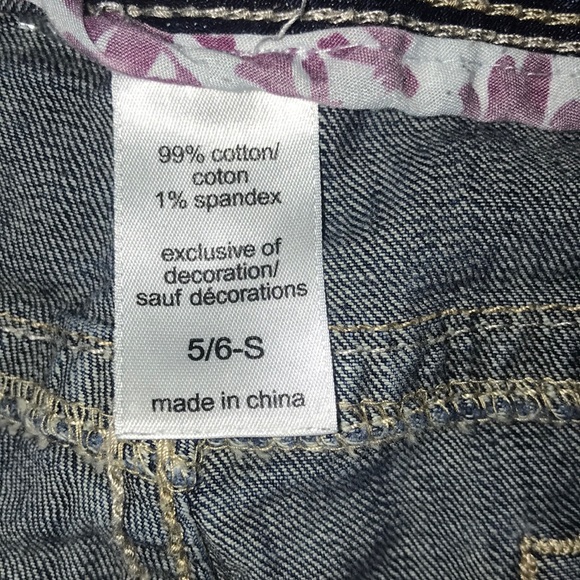 99% cotton/
coton
1% spandex
exclusive of
decoration/
sauf décorations
5/6-S
made in china